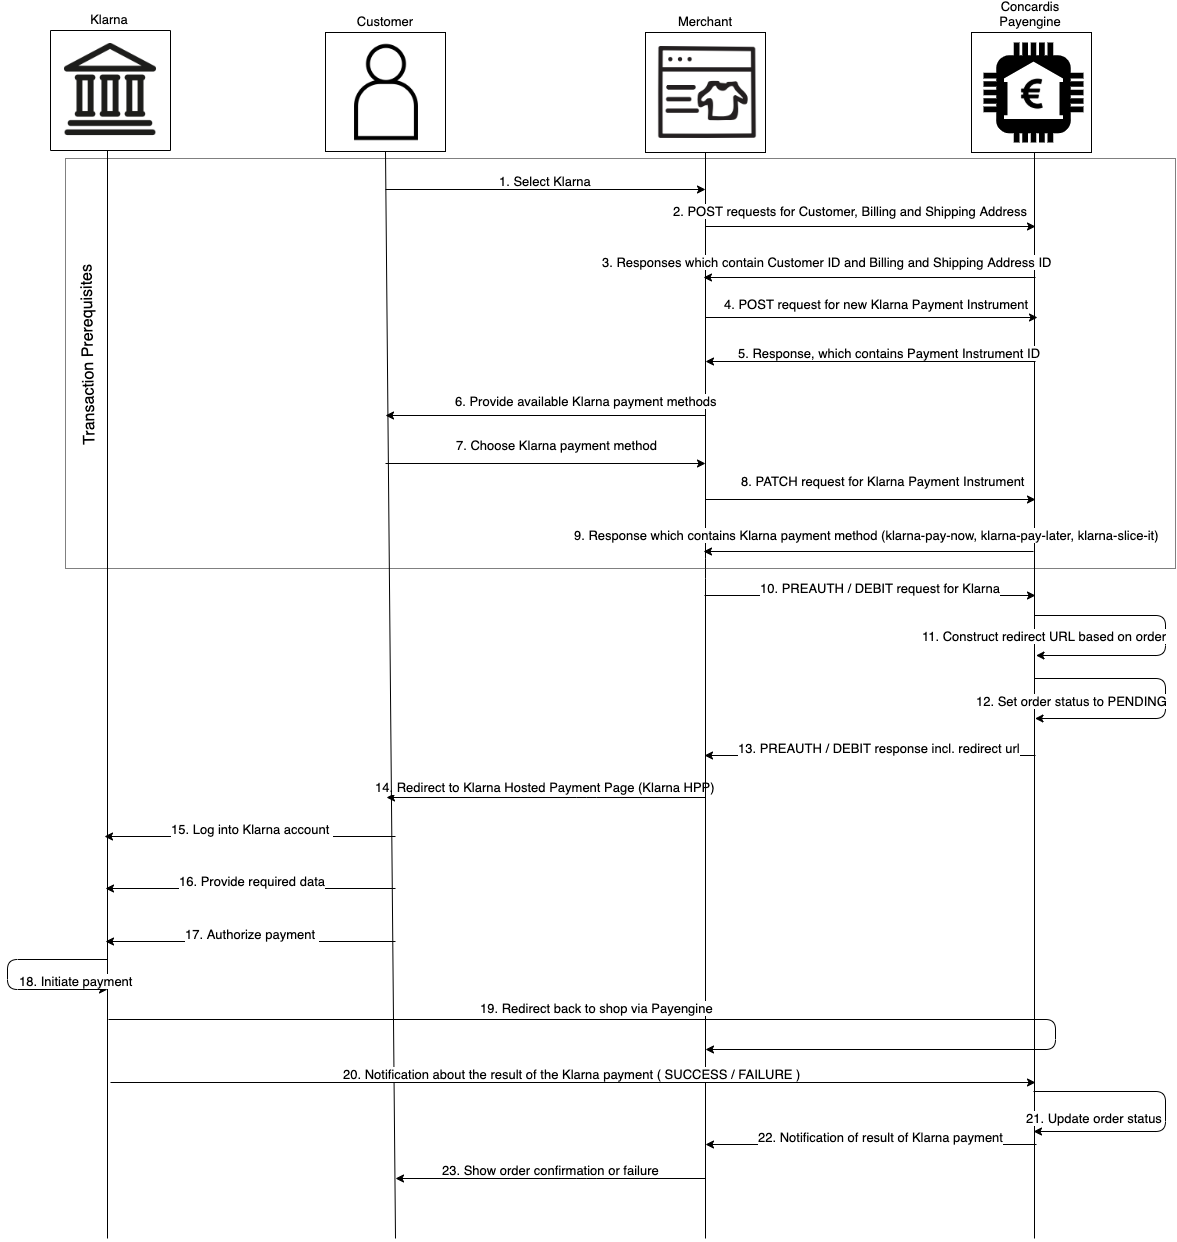 Klarna
Customer
Merchant
Concardis
Payengine
€
Transaction Prerequisites
1. Select Klarna
2. POST requests for Customer, Billing and Shipping Address
3. Responses which contain Customer ID and Billing and Shipping Address ID
4. POST request for new Klarna Payment Instrument
5. Response, which contains Payment Instrument ID
6. Provide available Klarna payment methods
7. Choose Klarna payment method
8. PATCH request for Klarna Payment Instrument
9. Response which contains Klarna payment method (klarna-pay-now, klarna-pay-later, klarna-slice-it)
10. PREAUTH / DEBIT request for Klarna
11. Construct redirect URL based on order
12. Set order status to PENDING
13. PREAUTH / DEBIT response incl. redirect url
14. Redirect to Klarna Hosted Payment Page (Klarna HPP)
15. Log into Klarna account
16. Provide required data
17. Authorize payment
18. Initiate payment
19. Redirect back to shop via Payengine
20. Notification about the result of the Klarna payment ( SUCCESS / FAILURE )
21. Update order status
22. Notification of result of Klarna payment
23. Show order confirmation or failure